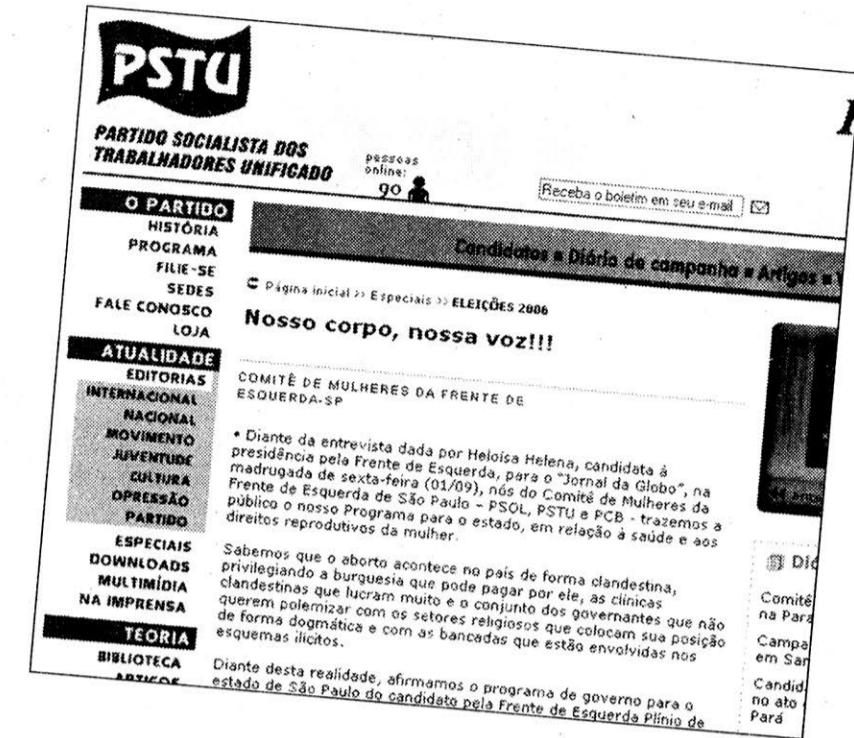 PSTU
PARTIDO SOCIALISTA DOS
TRABALHADORES UNIFICADO
pessoas
online:
90
Receba o boletim em seu e-mail
O PARTIDO
HISTÓRIA
PROGRAMA
FILIE-SE
SEDES
FALE CONOSCO
LOJA
ATUALIDADE
EDITORIAS
INTERNACIONAL
NACIONAL
MOVIMENTO
JUVENTUDE
CULTURA
OPRESSÃO
PARTIDO
ESPECIAIS
DOWNLOADS
MULTIMÍDIA
NA IMPRENSA
TEORIA
BIBLIOTECA
ARTIGOS
Candidatos ■ Diário de campanha ■ Artigos ■
Página inicial >> Especiais >> ELEIÇÕES 2006
Nosso corpo, nossa voz!!!
COMITÊ DE MULHERES DA FRENTE DE
ESQUERDA-SP
• Diante da entrevista dada por Heloísa Helena, candidata à
presidência pela Frente de Esquerda, para o "Jornal da Globo", na
madrugada de sexta-feira (01/09), nós do Comitê de Mulheres da
Frente de Esquerda de São Paulo – PSOL, PSTU e PCB - trazemos a
público o nosso Programa para o estado, em relação à saúde e aos
direitos reprodutivos da mulher.
Sabemos que o aborto acontece no país de forma clandestina,
privilegiando a burguesia que pode pagar por ele, as clínicas
clandestinas que lucram muito e o conjunto dos governantes que não
querem polemizar com os setores religiosos que colocam sua posição
de forma dogmática e com as bancadas que estão envolvidas nos
esquemas ilícitos.
Diante desta realidade, afirmamos o programa de governo para o
estado de São Paulo do candidato pela Frente de Esquerda Plínio de
Comitê
na Pará
Campa
em San
Candid
no ato
Pará